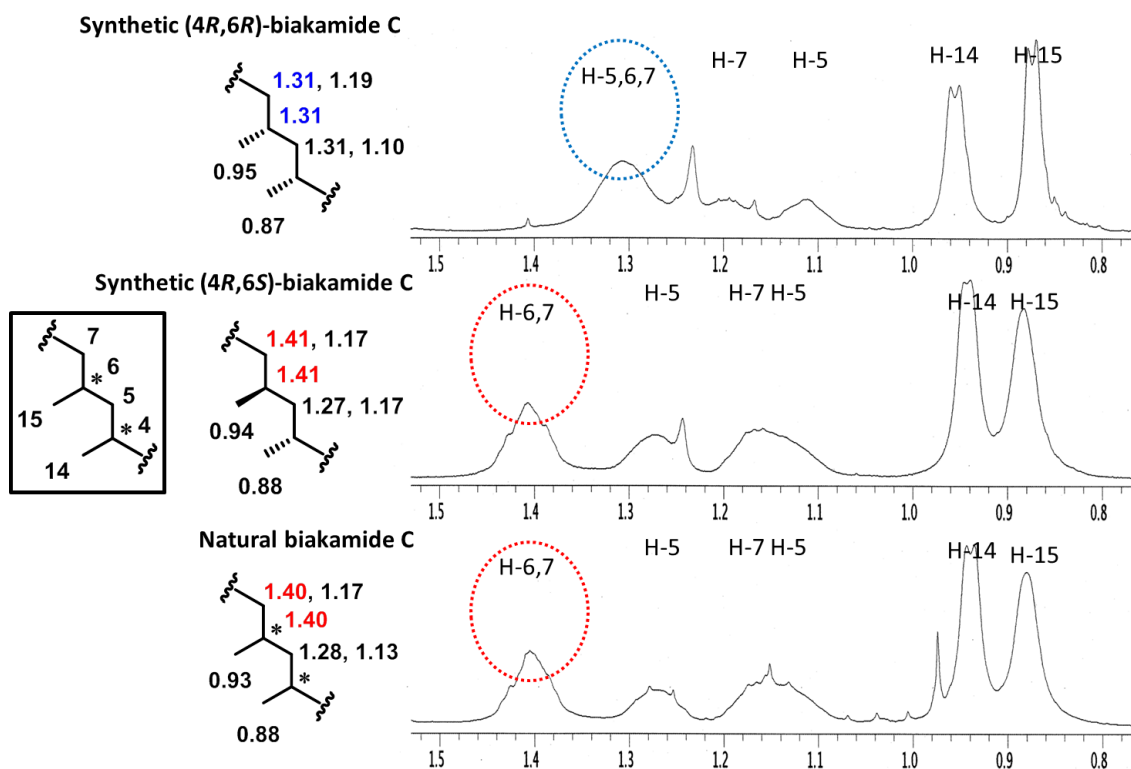 Synthetic (4R,6R)-biakamide C
1.31, 1.19
1.31
1.31, 1.10
0.95
0.87
H-5,6,7
H-7
H-5
H-14
H-15
1.5 1.4 1.3 1.2 1.1 1.0 0.9 0.8
Synthetic (4R,6S)-biakamide C
7
6
*
5
15
* 4
14
1.41, 1.17
1.41
1.27, 1.17
0.94
0.88
H-6,7
H-5
H-7 H-5
H-14
H-15
1.5 1.4 1.3 1.2 1.1 1.0 0.9 0.8
Natural biakamide C
1.40, 1.17
1.40
*
1.28, 1.13
0.93
*
0.88
H-6,7
H-5
H-7 H-5
H-14
H-15
1.5 1.4 1.3 1.2 1.1 1.0 0.9 0.8